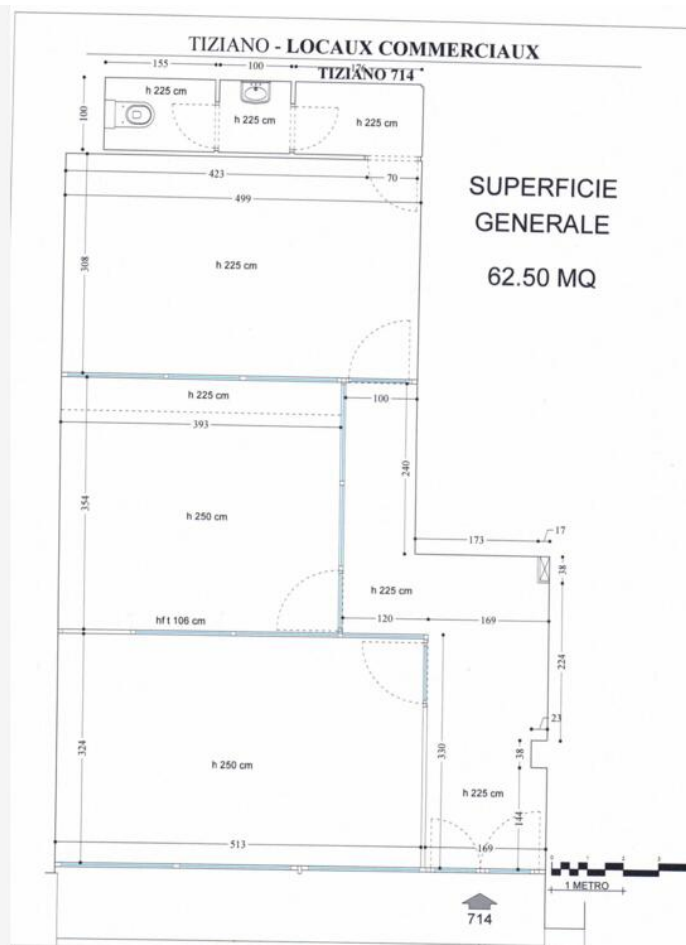 TIZIANO - LOCAUX COMMERCIAUX
TIZIANO 714
155 100 176
h 225 cm
100
h 225 cm
h 225 cm
423 70
499
SUPERFICIE
GENERALE
62.50 MQ
308
h 225 cm
h 225 cm
100
393
240
354
h 250 cm
173 17
38
h 225 cm
hf t 106 cm
120 169
224
23
324
330
38
h 250 cm
h 225 cm
144
513 169
1 METRO
714